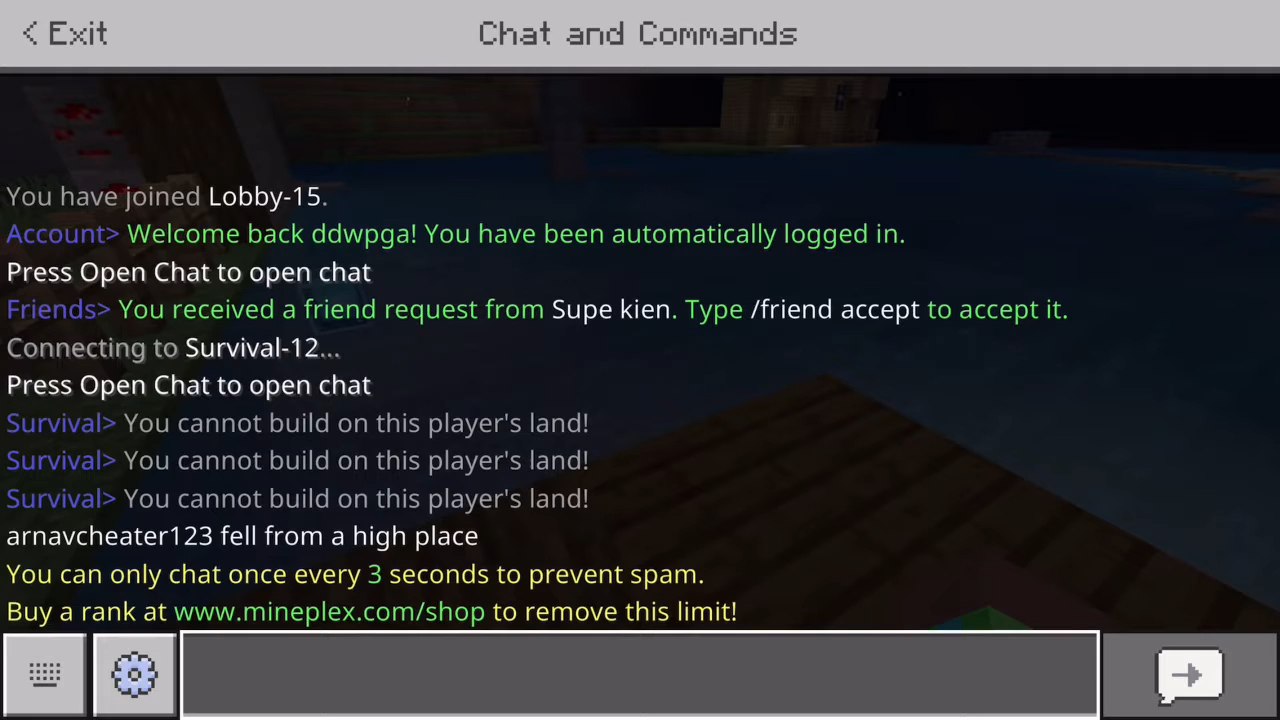 < Exit
Chat and Commands
You have joined Lobby-15.
Account> Welcome back ddwpga! You have been automatically logged in.
Press Open Chat to open chat
Friends> You received a friend request from Supe kien. Type /friend accept to accept it.
Connecting to Survival-12...
Press Open Chat to open chat
Survival> You cannot build on this player's land!
Survival> You cannot build on this player's land!
Survival> You cannot build on this player's land!
arnavcheater123 fell from a high place
You can only chat once every 3 seconds to prevent spam.
Buy a rank at www.mineplex.com/shop to remove this limit!